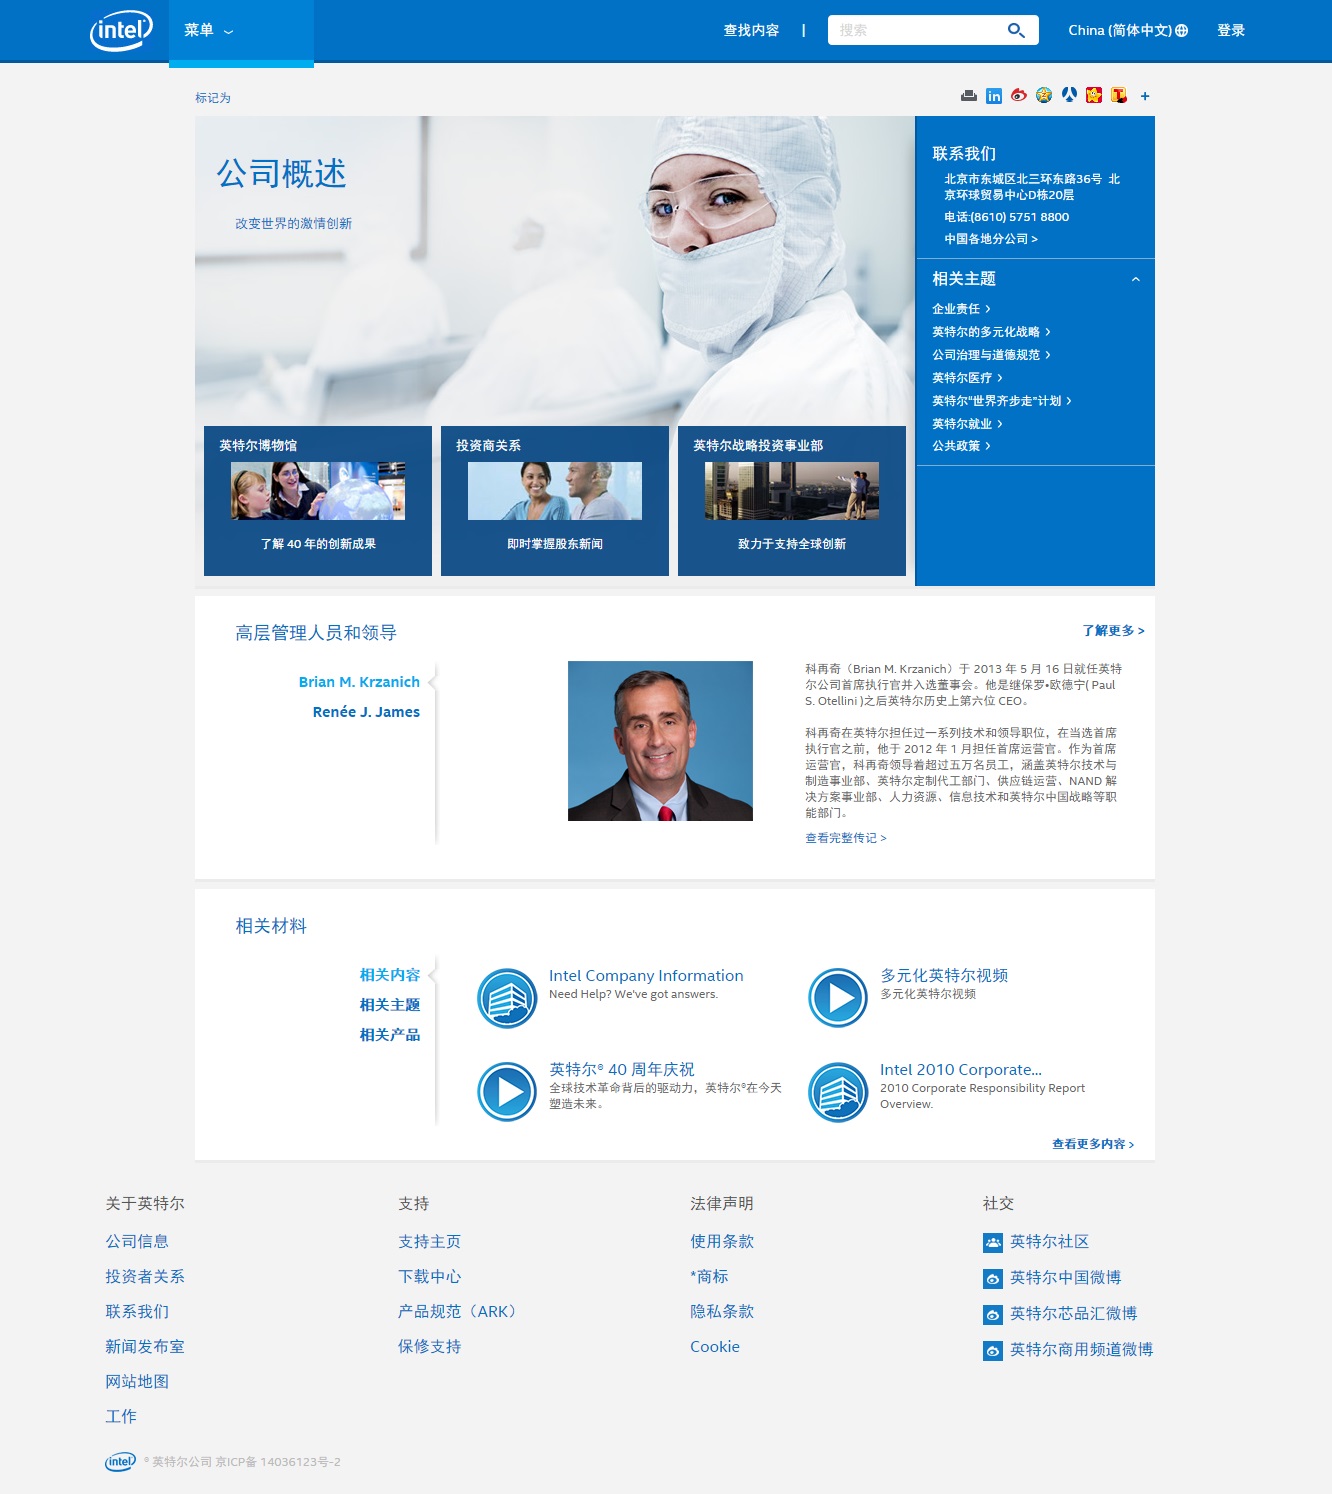 intel
菜单
查找内容
|
搜索
China (简体中文)
登录
标记为
公司概述
改变世界的激情创新
联系我们
北京市东城区北三环东路36号 北
京环球贸易中心D栋20层
电话:(8610) 5751 8800
中国各地分公司 >
相关主题
企业责任 >
英特尔的多元化战略 >
公司治理与道德规范 >
英特尔医疗 >
英特尔“世界齐步走”计划 >
英特尔就业 >
公共政策 >
英特尔博物馆
了解 40 年的创新成果
投资商关系
即时掌握股东新闻
英特尔战略投资事业部
致力于支持全球创新
高层管理人员和领导
了解更多 >
Brian M. Krzanich
Renée J. James
科再奇（Brian M. Krzanich）于 2013 年 5 月 16 日就任英特
尔公司首席执行官并入选董事会。他是继保罗•欧德宁( Paul
S. Otellini )之后英特尔历史上第六位 CEO。
科再奇在英特尔担任过一系列技术和领导职位，在当选首席
执行官之前，他于 2012 年 1 月担任首席运营官。作为首席
运营官，科再奇领导着超过五万名员工，涵盖英特尔技术与
制造事业部、英特尔定制代工部门、供应链运营、NAND 解
决方案事业部、人力资源、信息技术和英特尔中国战略等职
能部门。
查看完整传记 >
相关材料
相关内容
相关主题
相关产品
Intel Company Information
Need Help? We've got answers.
多元化英特尔视频
多元化英特尔视频
英特尔® 40 周年庆祝
全球技术革命背后的驱动力，英特尔®在今天
塑造未来。
Intel 2010 Corporate...
2010 Corporate Responsibility Report
Overview.
查看更多内容 >
关于英特尔
公司信息
投资者关系
联系我们
新闻发布室
网站地图
工作
支持
支持主页
下载中心
产品规范（ARK）
保修支持
法律声明
使用条款
*商标
隐私条款
Cookie
社交
英特尔社区
英特尔中国微博
英特尔芯品汇微博
英特尔商用频道微博
intel
® 英特尔公司 京ICP备 14036123号-2